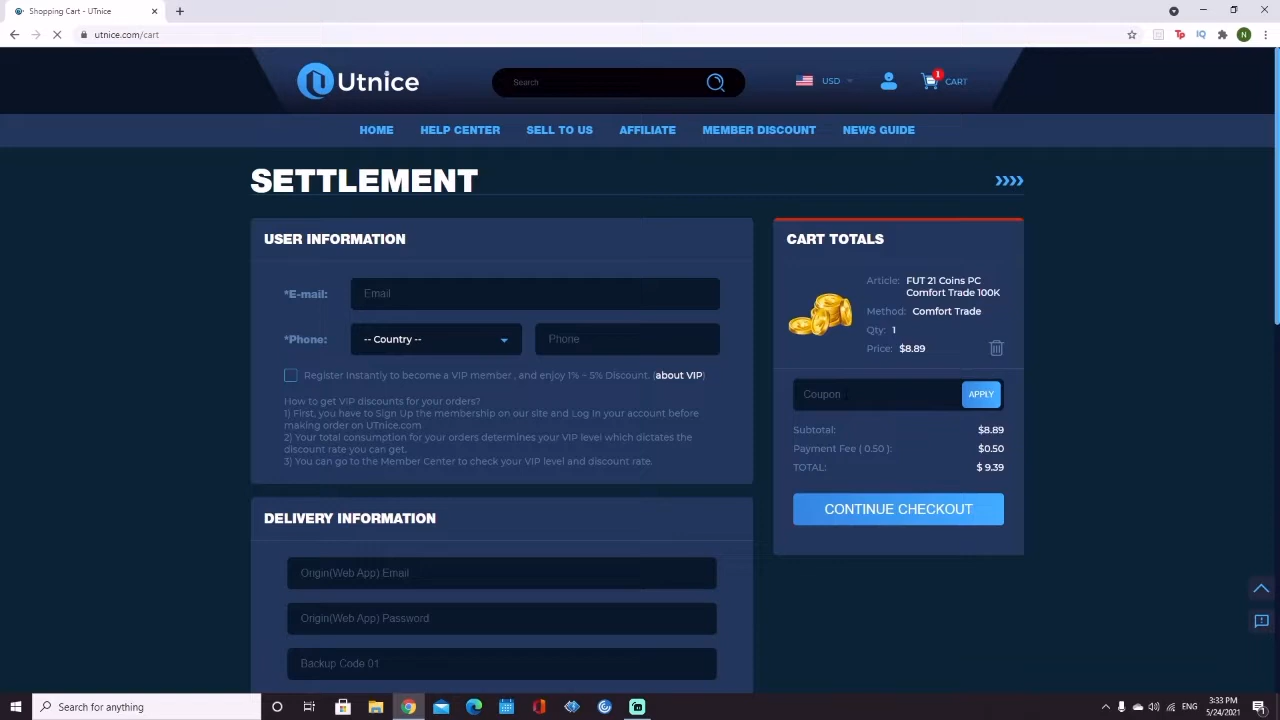 Shopping Cart - UTnice
utnice.com/cart
Tp
IQ
N
Utnice
Search
USD
1
CART
HOME
HELP CENTER
SELL TO US
AFFILIATE
MEMBER DISCOUNT
NEWS GUIDE
SETTLEMENT
USER INFORMATION
*E-mail:
Email
*Phone:
-- Country --
Phone
Register Instantly to become a VIP member , and enjoy 1% ~ 5% Discount. (about VIP)
How to get VIP discounts for your orders?
1) First, you have to Sign Up the membership on our site and Log In your account before
making order on UTnice.com
2) Your total consumption for your orders determines your VIP level which dictates the
discount rate you can get.
3) You can go to the Member Center to check your VIP level and discount rate.
DELIVERY INFORMATION
Origin(Web App) Email
Origin(Web App) Password
Backup Code 01
CART TOTALS
Article: FUT 21 Coins PC
Comfort Trade 100K
Method: Comfort Trade
Qty: 1
Price: $8.89
Coupon
APPLY
Subtotal: $8.89
Payment Fee ( 0.50 ): $0.50
TOTAL: $ 9.39
CONTINUE CHECKOUT
Search for anything
ENG
3:33 PM
5/24/2021